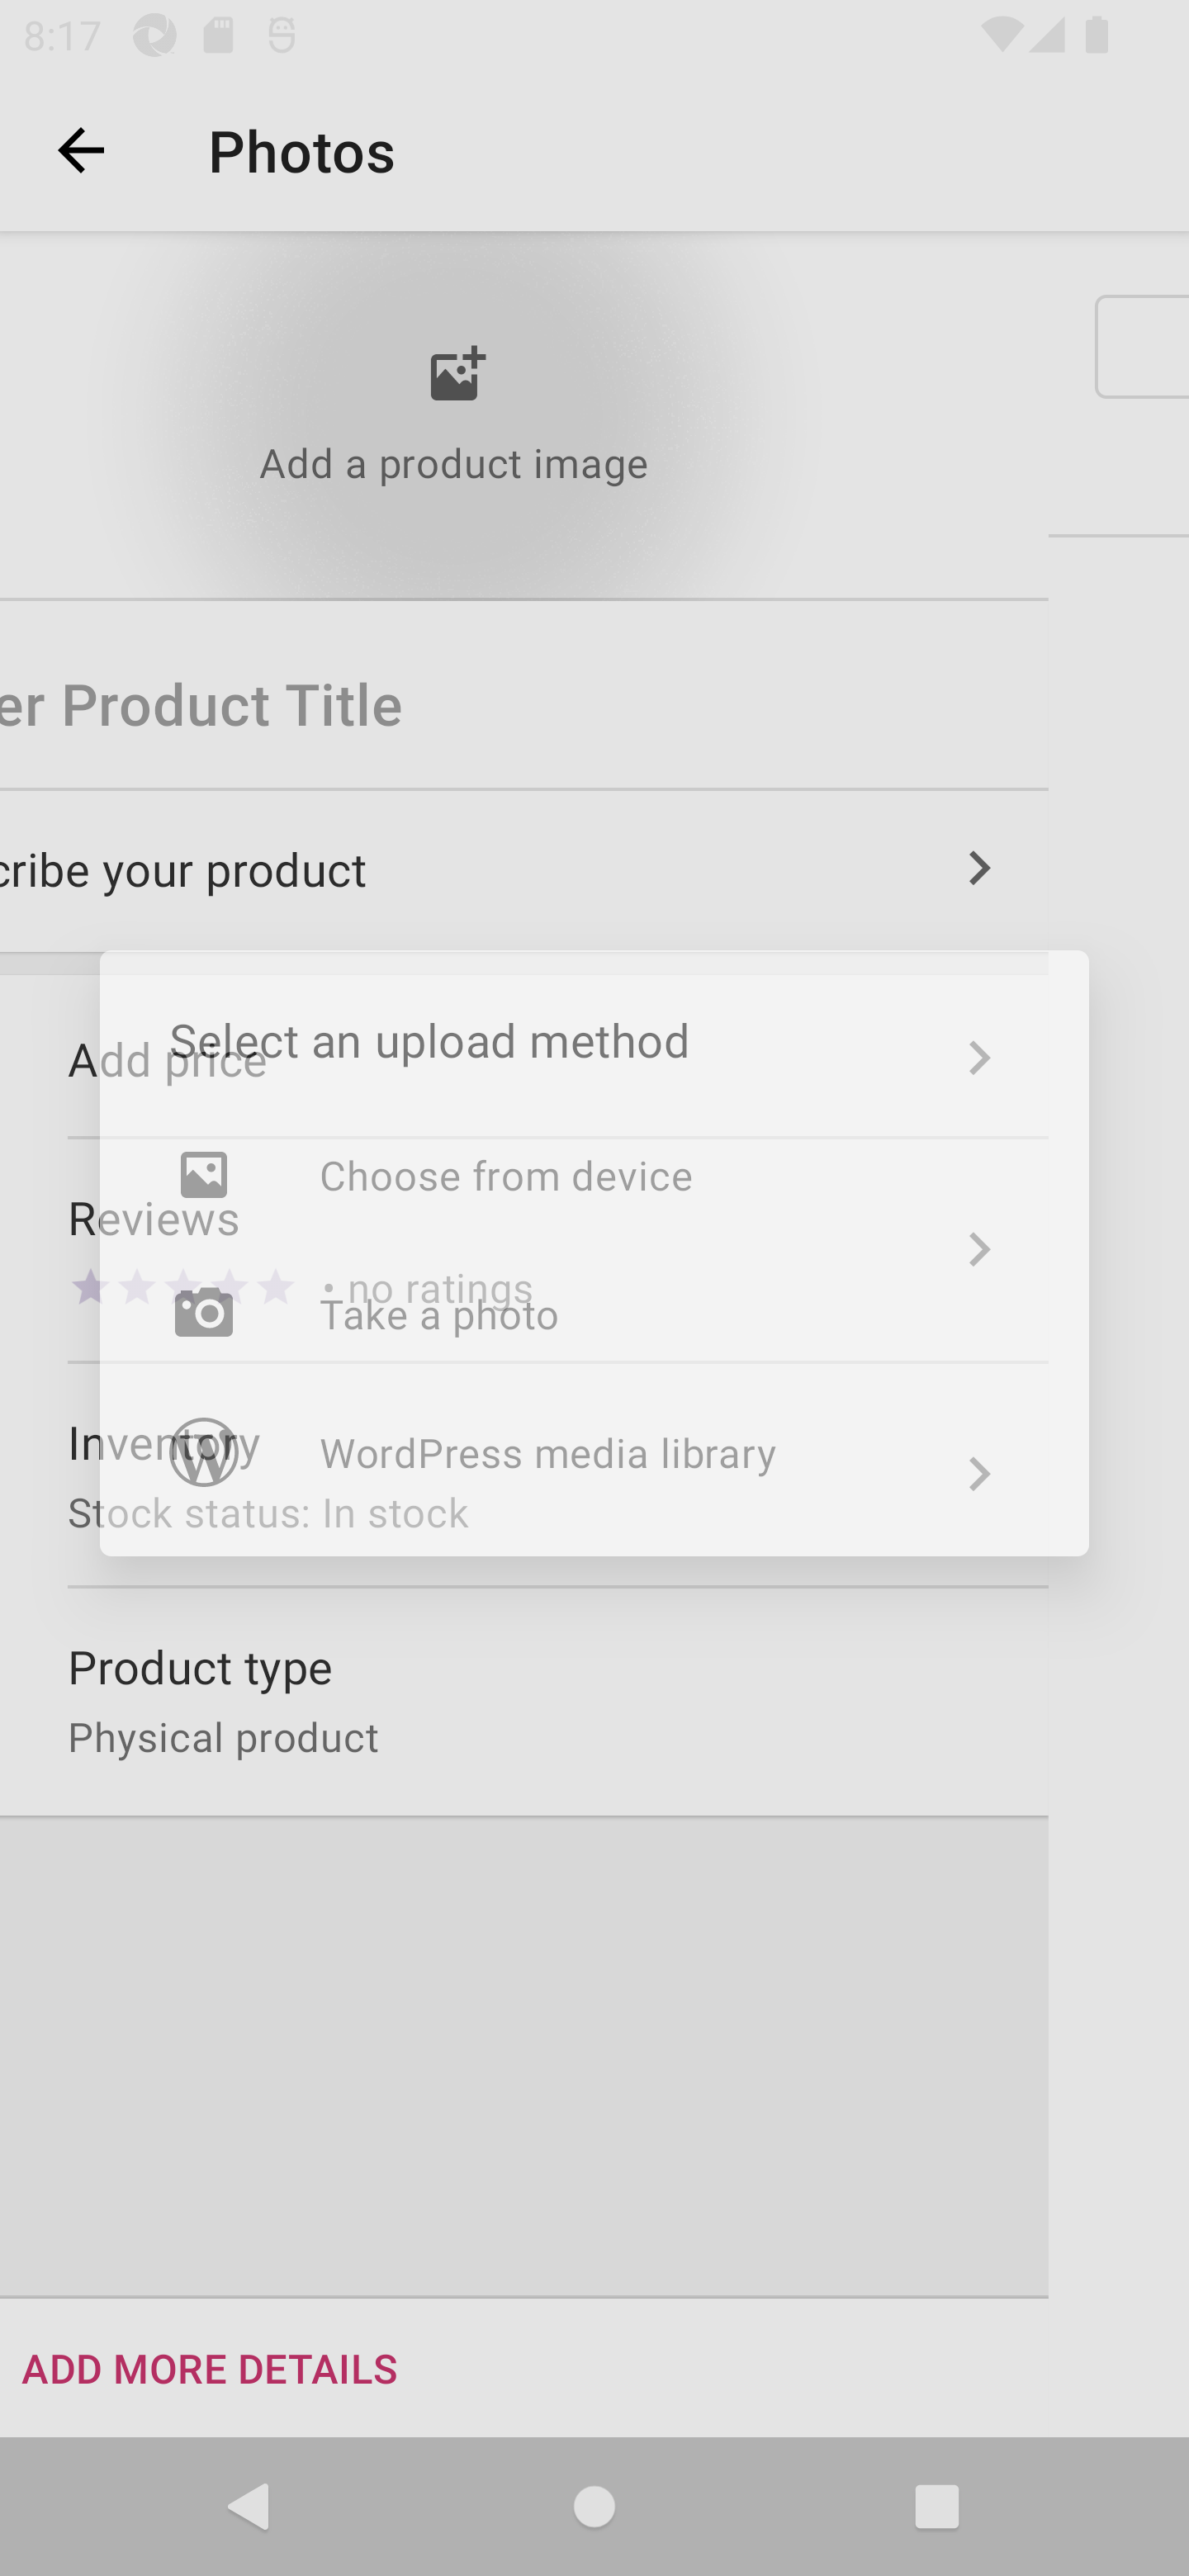 8:17
Photos
Add a product image
er Product Title
cribe your product
Select an upload method
Add price
Choose from device
Reviews
• no ratings
Take a photo
Inventory
WordPress media library
Stock status: In stock
Product type
Physical product
ADD MORE DETAILS